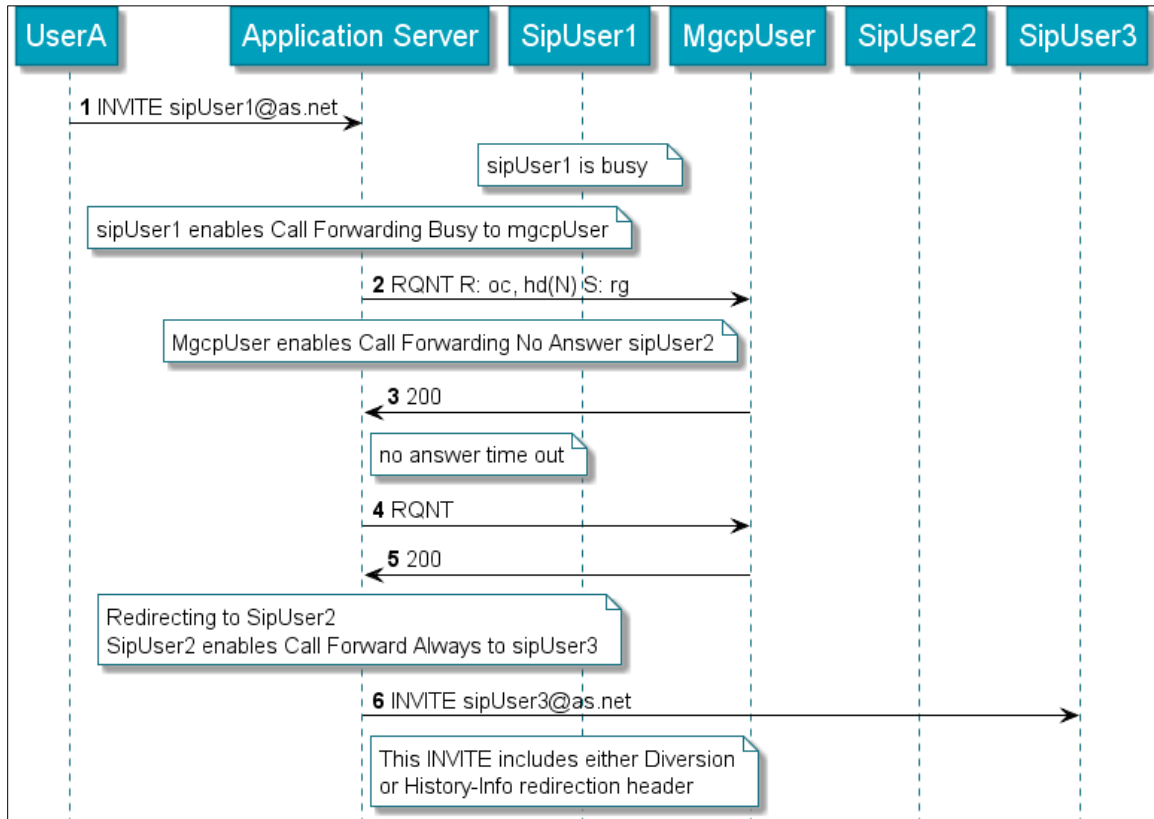 UserA
Application Server
SipUser1
MgcpUser
SipUser2
SipUser3
1 INVITE sipUser1@as.net
sipUser1 is busy
sipUser1 enables Call Forwarding Busy to mgcpUser
2 RQNT R: oc, hd(N) S: rg
MgcpUser enables Call Forwarding No Answer sipUser2
3 200
no answer time out
4 RQNT
5 200
Redirecting to SipUser2
SipUser2 enables Call Forward Always to sipUser3
6 INVITE sipUser3@as.net
This INVITE includes either Diversion
or History-Info redirection header